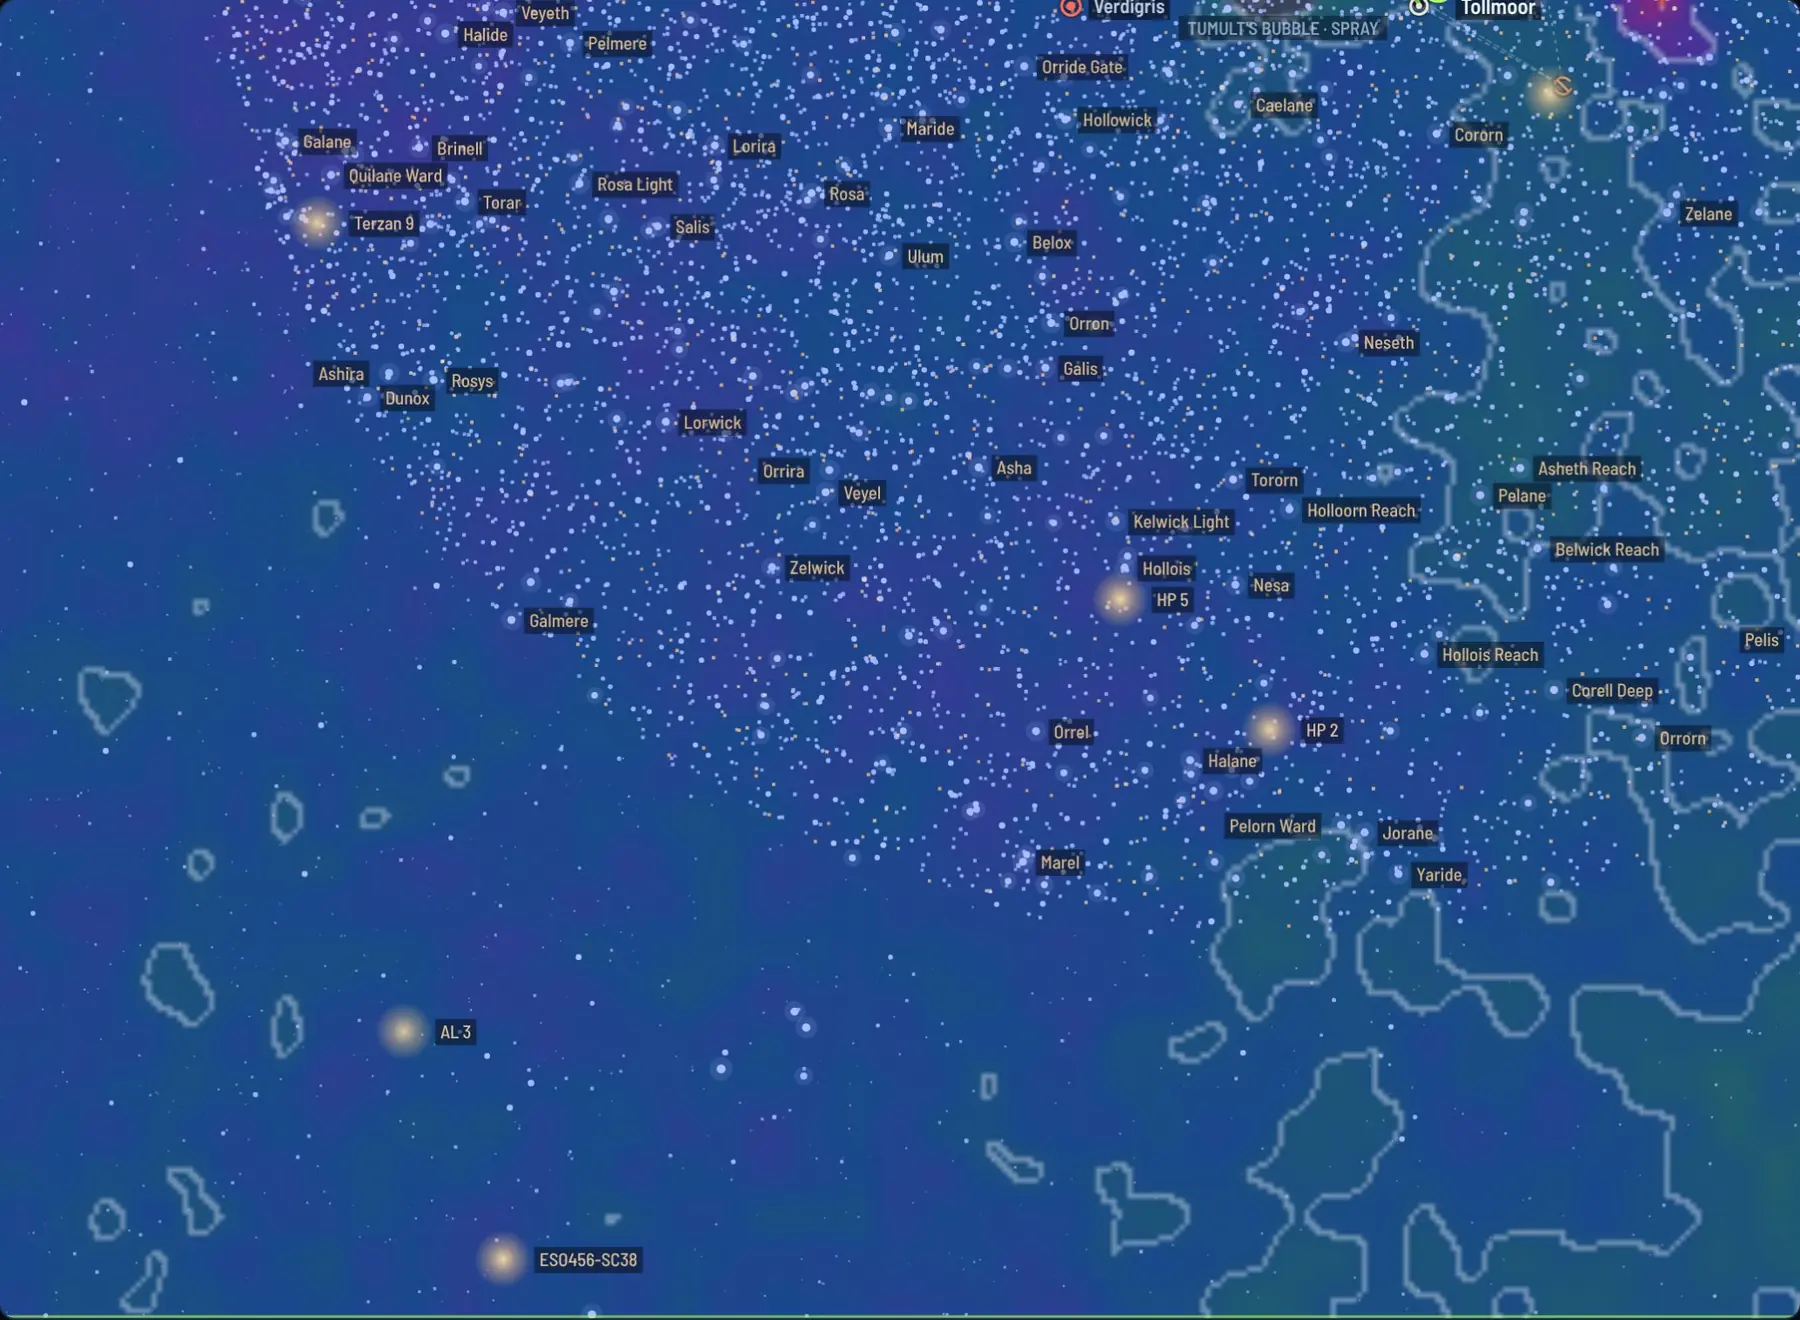 Veyeth
Verdigris
Tollmoor
Halide
Pelmere
TUMULT'S BUBBLE · SPRAY
Orride Gate
Caelane
Hollowick
Maride
Cororn
Galane
Brinell
Lorira
Quilane Ward
Rosa Light
Rosa
Torar
Zelane
Terzan 9
Salis
Belox
Ulum
Orron
Neseth
Galis
Ashira
Rosys
Dunox
Lorwick
Orrira
Asha
Asheth Reach
Tororn
Veyel
Pelane
Holloorn Reach
Kelwick Light
Belwick Reach
Zelwick
Hollois
Nesa
HP 5
Galmere
Pelis
Hollois Reach
Corell Deep
Orrel
HP 2
Orrorn
Halane
Pelorn Ward
Jorane
Marel
Yaride
AL 3
ESO456-SC38